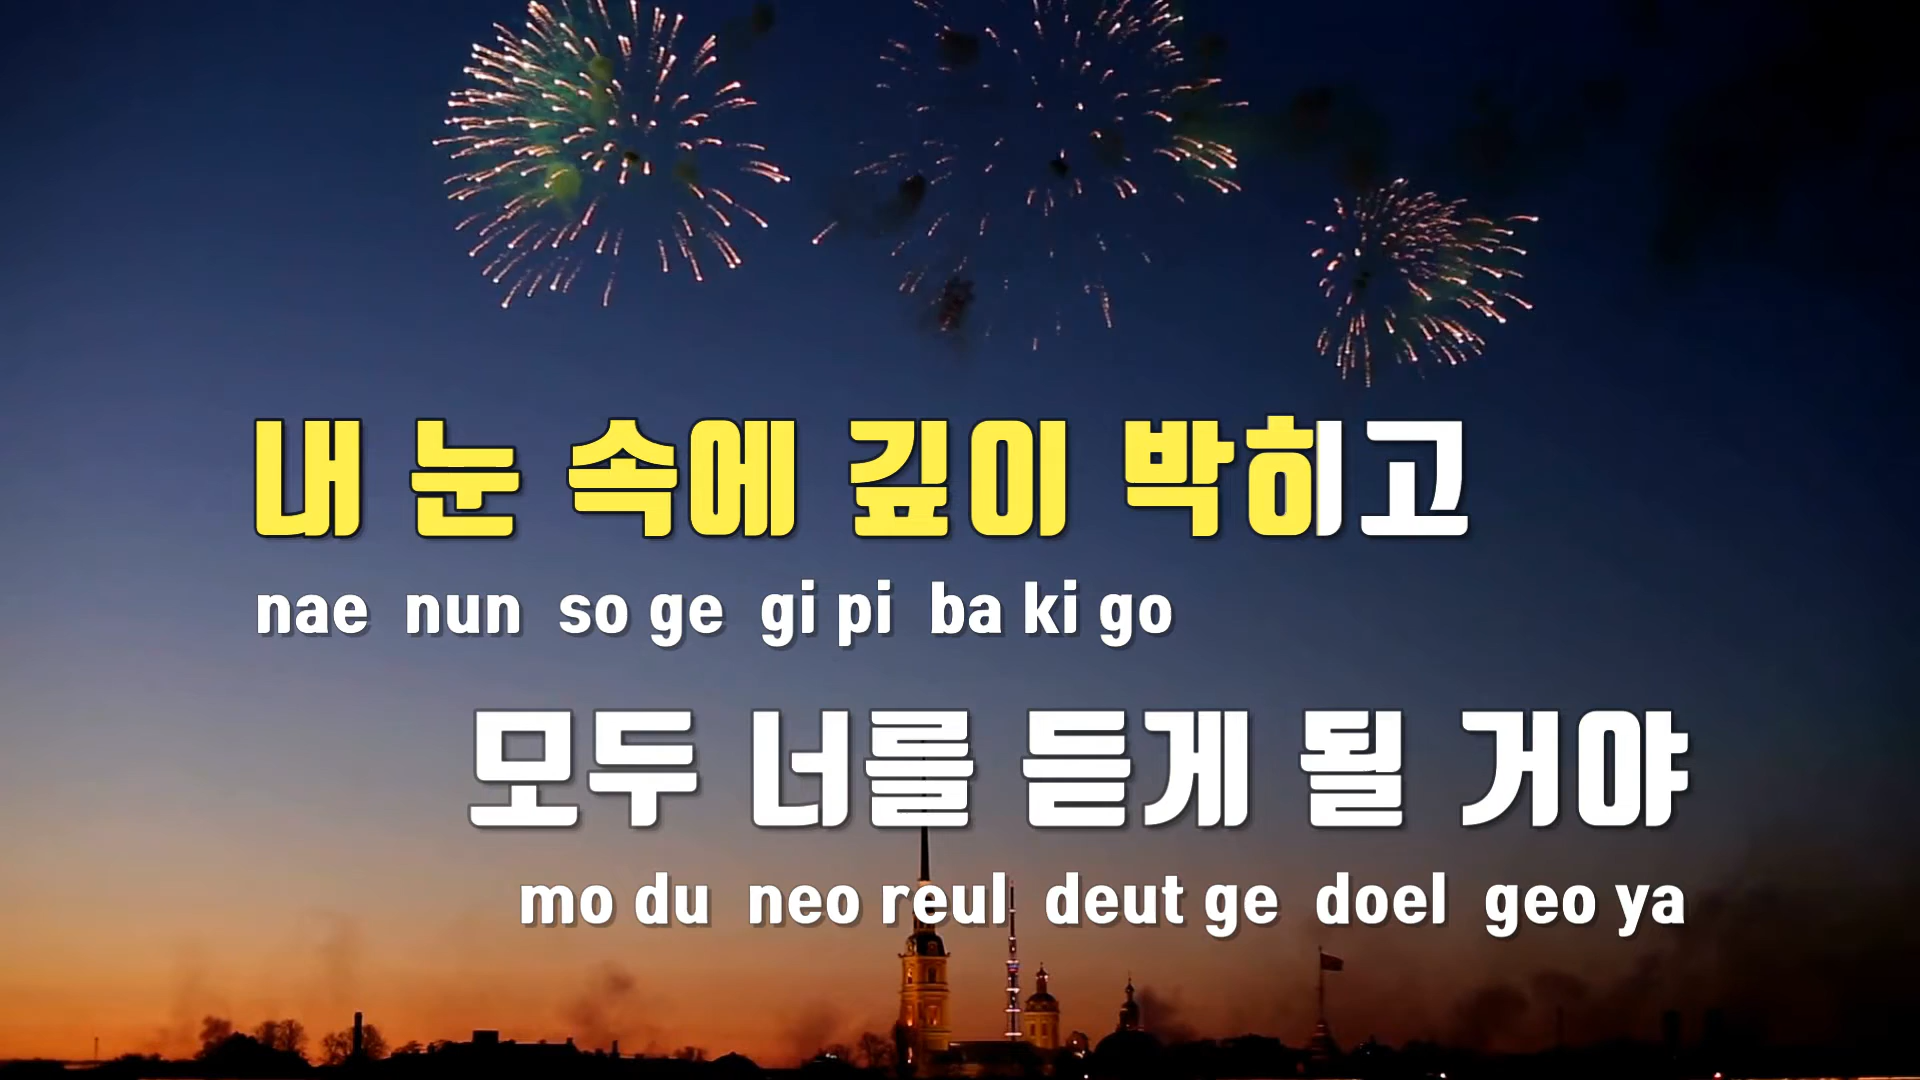 내 눈 속에 깊이 박히고
nae nun so ge gi pi ba ki go
모두 너를 듣게 될 거야
mo du neo reul deut ge doel geo ya